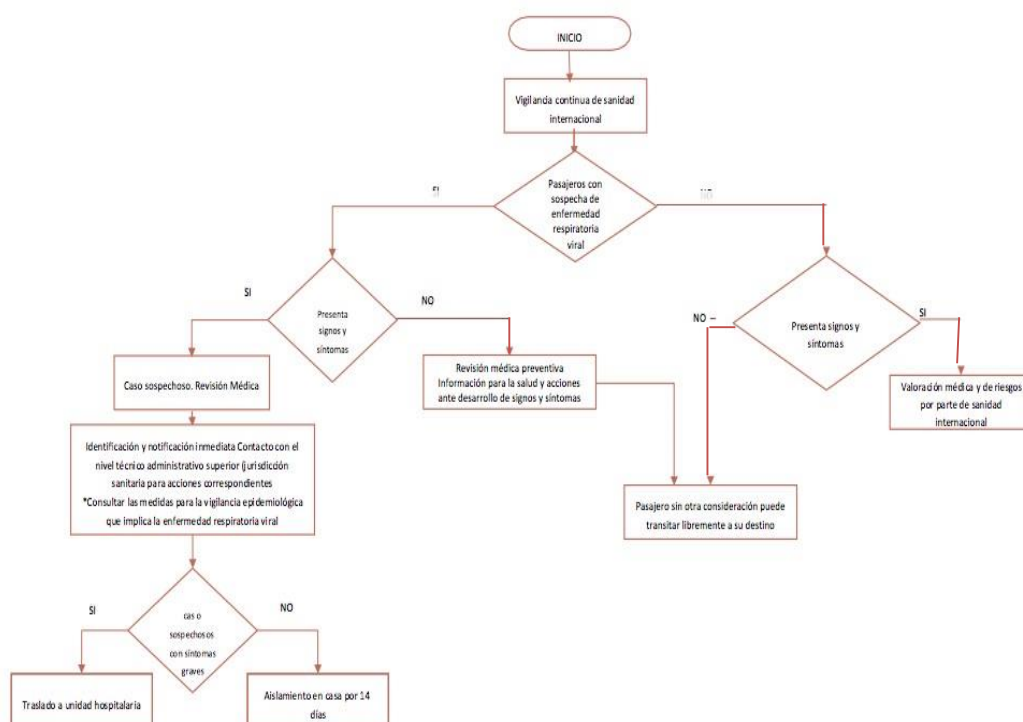 INICIO
Vigilancia continua de sanidad
internacional
Pasajeros con
sospecha de
enfermedad
respiratoria
viral
SI
NO
SI
Presenta
signos y
síntomas
NO
NO –
Presenta signos y
síntomas
SI
Caso sospechoso. Revisión Médica
Revisión médica preventiva
Información para la salud y acciones
ante desarrollo de signos y síntomas
Valoración médica y de riesgos
por parte de sanidad
internacional
Identificación y notificación inmediata Contacto con el
nivel técnico administrativo superior (jurisdicción
sanitaria para acciones correspondientes
*Consultar las medidas para la vigilancia epidemiológica
que implica la enfermedad respiratoria viral
Pasajero sin otra consideración puede
transitar libremente a su destino
SI
cas o
sospechosos
con síntomas
graves
NO
Traslado a unidad hospitalaria
Aislamiento en casa por 14
días